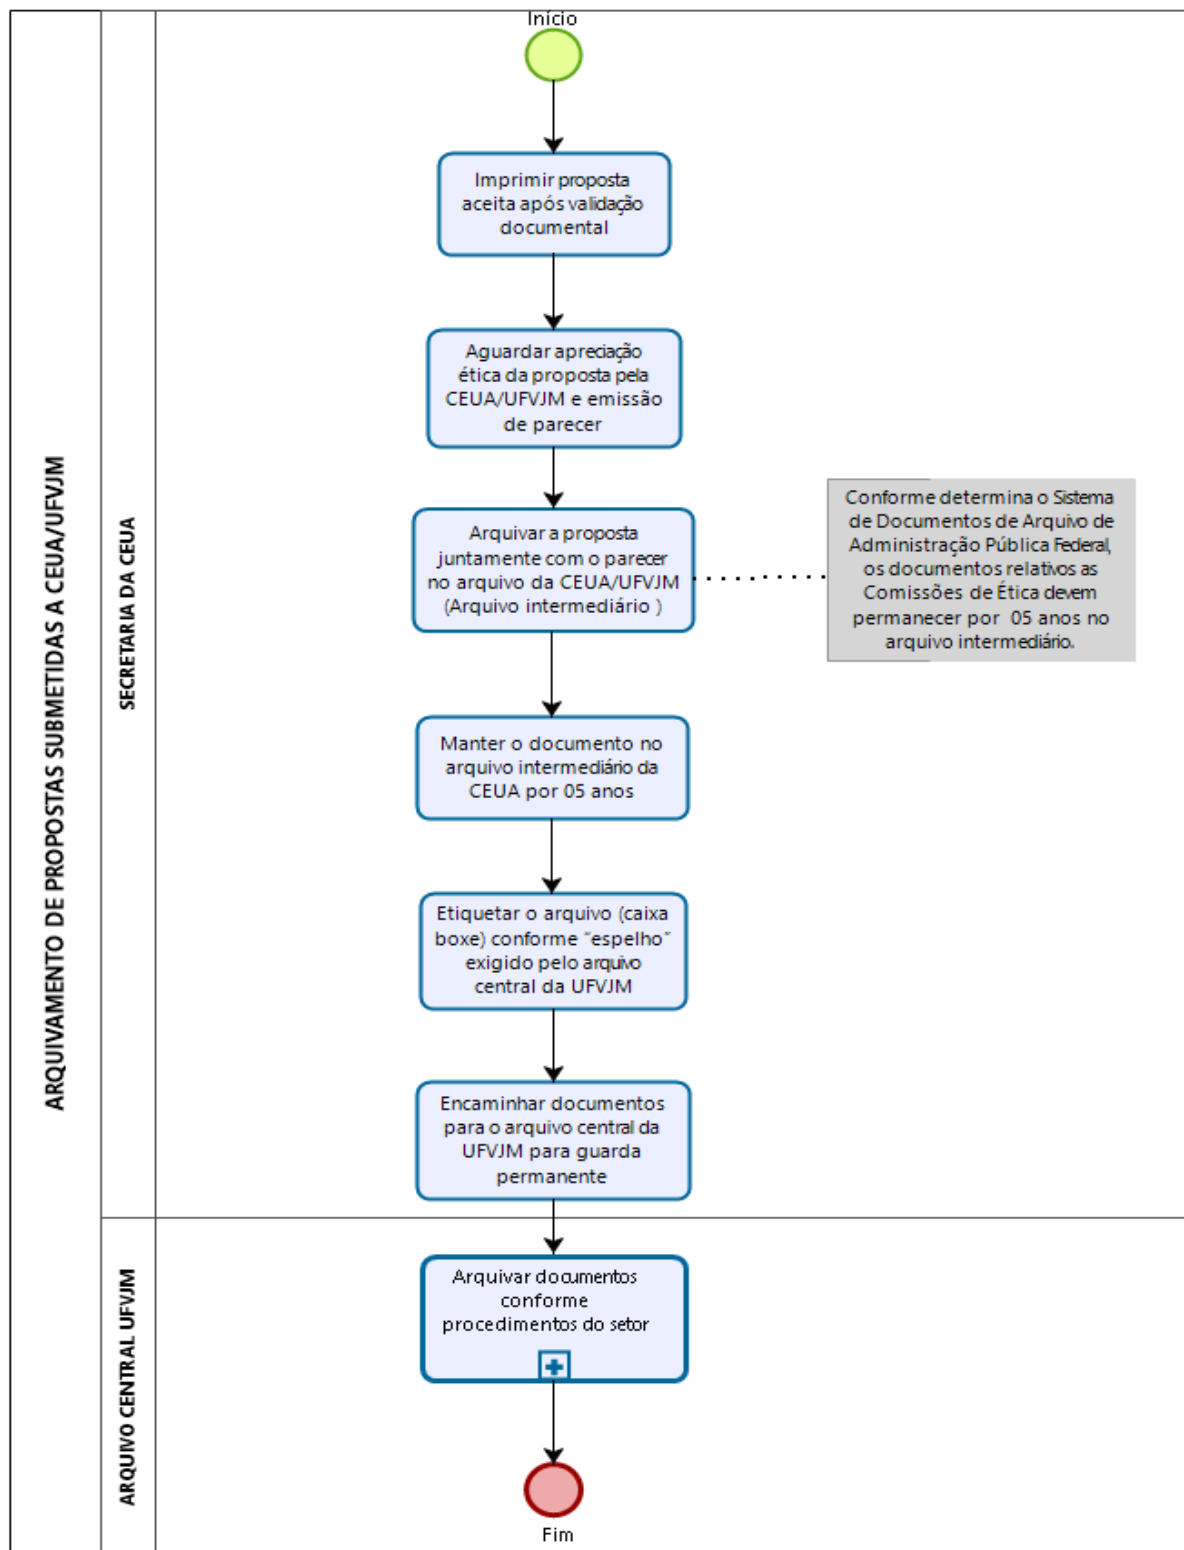 ARQUIVAMENTO DE PROPOSTAS SUBMETIDAS A CEUA/UFVJM
SECRETARIA DA CEUA
Início
Imprimir proposta
aceita após validação
documental
Aguardar apreciação
ética da proposta pela
CEUA/UFVJM e emissão
de parecer
Arquivar a proposta
juntamente com o parecer
no arquivo da CEUA/UFVJM
(Arquivo intermediário )
Conforme determina o Sistema
de Documentos de Arquivo de
Administração Pública Federal,
os documentos relativos as
Comissões de Ética devem
permanecer por 05 anos no
arquivo intermediário.
Manter o documento no
arquivo intermediário da
CEUA por 05 anos
Etiquetar o arquivo (caixa
boxe) conforme “espelho”
exigido pelo arquivo
central da UFVJM
Encaminhar documentos
para o arquivo central da
UFVJM para guarda
permanente
ARQUIVO CENTRAL UFVJM
Arquivar documentos
conforme
procedimentos do setor
Fim